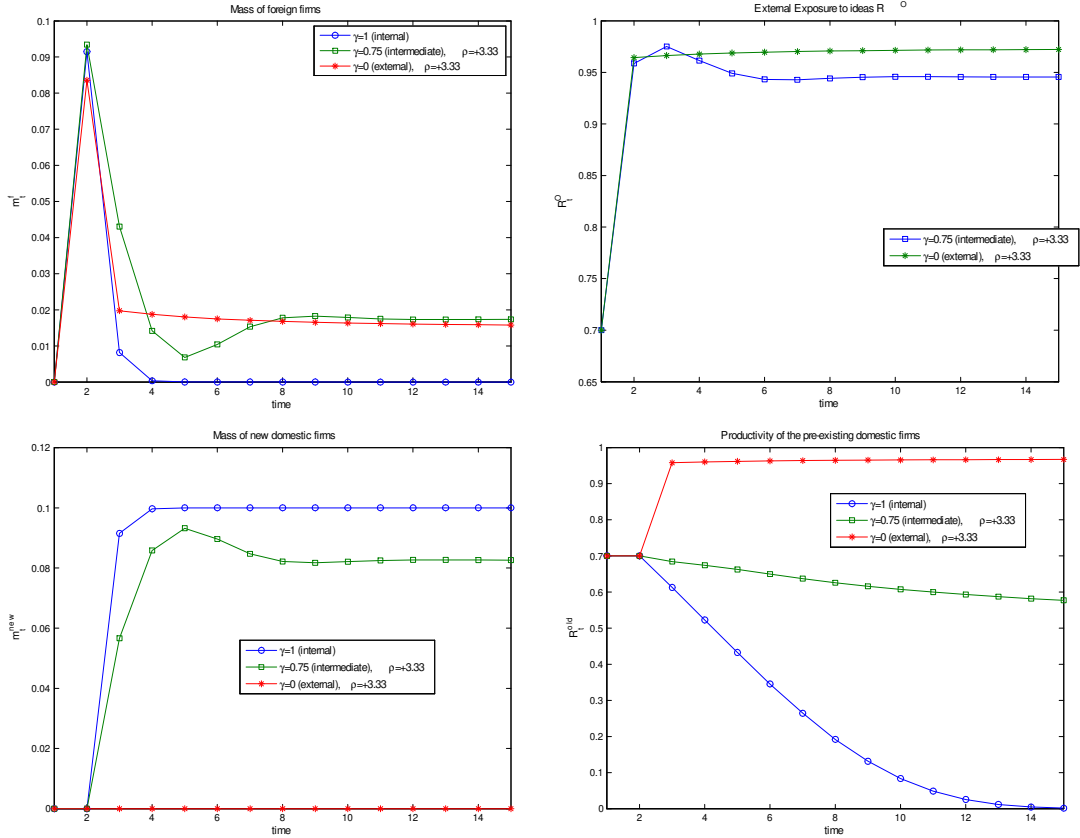 Mass of foreign firms
0.1
0.09
0.08
0.07
0.06
0.05
0.04
0.03
0.02
0.01
0
m_t^f
2 4 6 8 10 12 14
time
γ=1 (internal)
γ=0.75 (intermediate), ρ=+3.33
γ=0 (external), ρ=+3.33
External Exposure to ideas R^O
1
0.95
0.9
0.85
0.8
0.75
0.7
0.65
R_t^O
2 4 6 8 10 12 14
time
γ=0.75 (intermediate), ρ=+3.33
γ=0 (external), ρ=+3.33
Mass of new domestic firms
0.12
0.1
0.08
0.06
0.04
0.02
0
m_t^new
2 4 6 8 10 12 14
time
γ=1 (internal)
γ=0.75 (intermediate), ρ=+3.33
γ=0 (external), ρ=+3.33
Productivity of the pre-existing domestic firms
1
0.9
0.8
0.7
0.6
0.5
0.4
0.3
0.2
0.1
0
R_t^old
2 4 6 8 10 12 14
time
γ=1 (internal)
γ=0.75 (intermediate), ρ=+3.33
γ=0 (external), ρ=+3.33